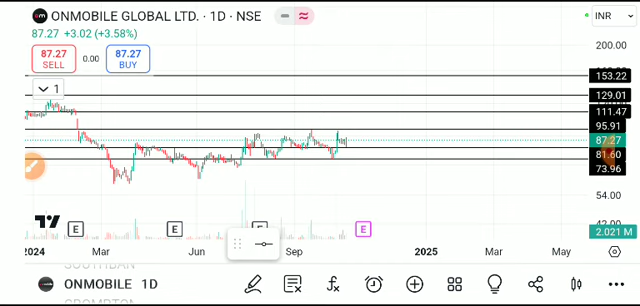 ONMOBILE GLOBAL LTD. · 1D · NSE
INR
87.27 +3.02 (+3.58%)
87.27
SELL
0.00
87.27
BUY
1
200.00
153.22
129.01
111.47
95.91
87.27
81.60
73.96
54.00
2.021 M
E E E E
2024 Mar Jun Sep 2025 Mar May
ONMOBILE 1D